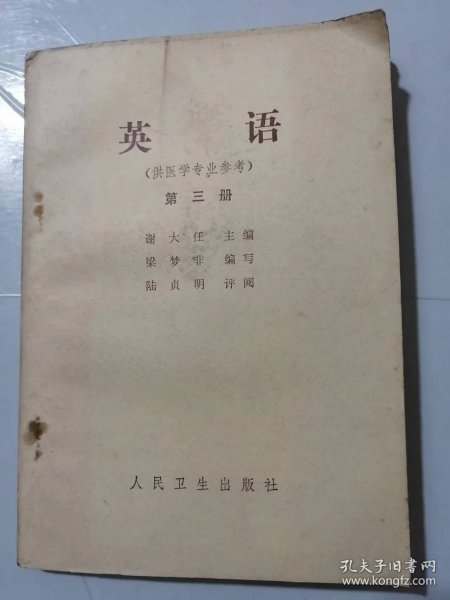 英 语
(供医学专业参考)
第三册
谢大任 主编
梁梦非 编写
陆贞明 评阅
人民卫生出版社
孔夫子旧书网
www.kongfz.com